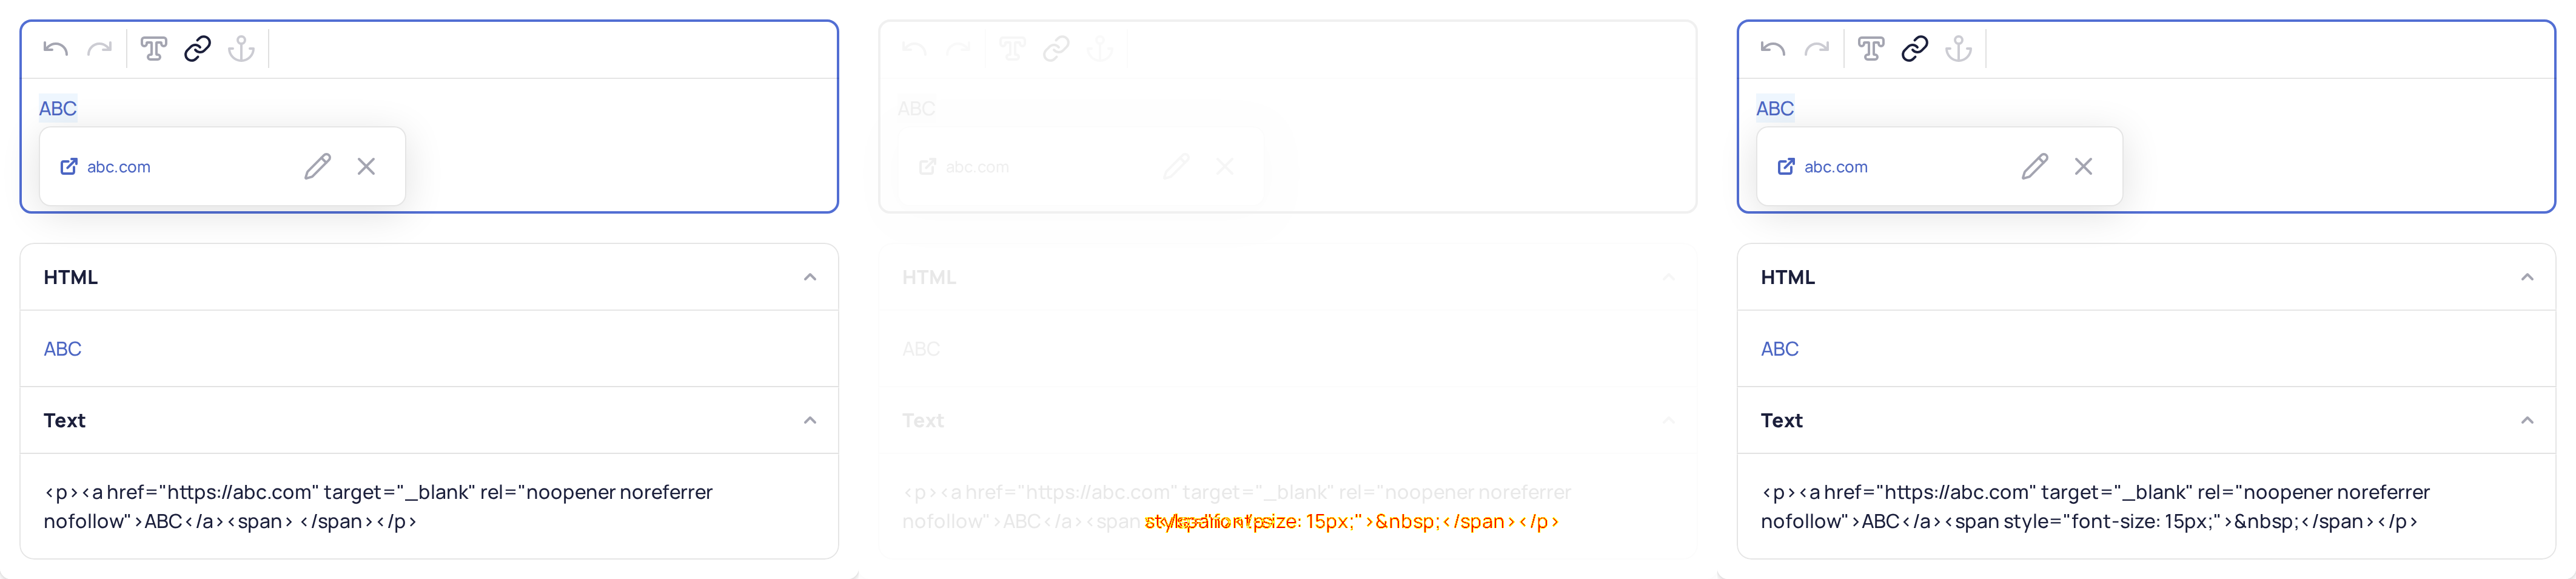 ABC
abc.com
HTML
ABC
Text
<p><a href="https://abc.com" target="_blank" rel="noopener noreferrer
nofollow">ABC</a><span> </span></p>
ABC
abc.com
HTML
ABC
Text
<p><a href="https://abc.com" target="_blank" rel="noopener noreferrer
nofollow">ABC</a><span font-size: 15px;">&nbsp;</span></p>
ABC
abc.com
HTML
ABC
Text
<p><a href="https://abc.com" target="_blank" rel="noopener noreferrer
nofollow">ABC</a><span style="font-size: 15px;">&nbsp;</span></p>